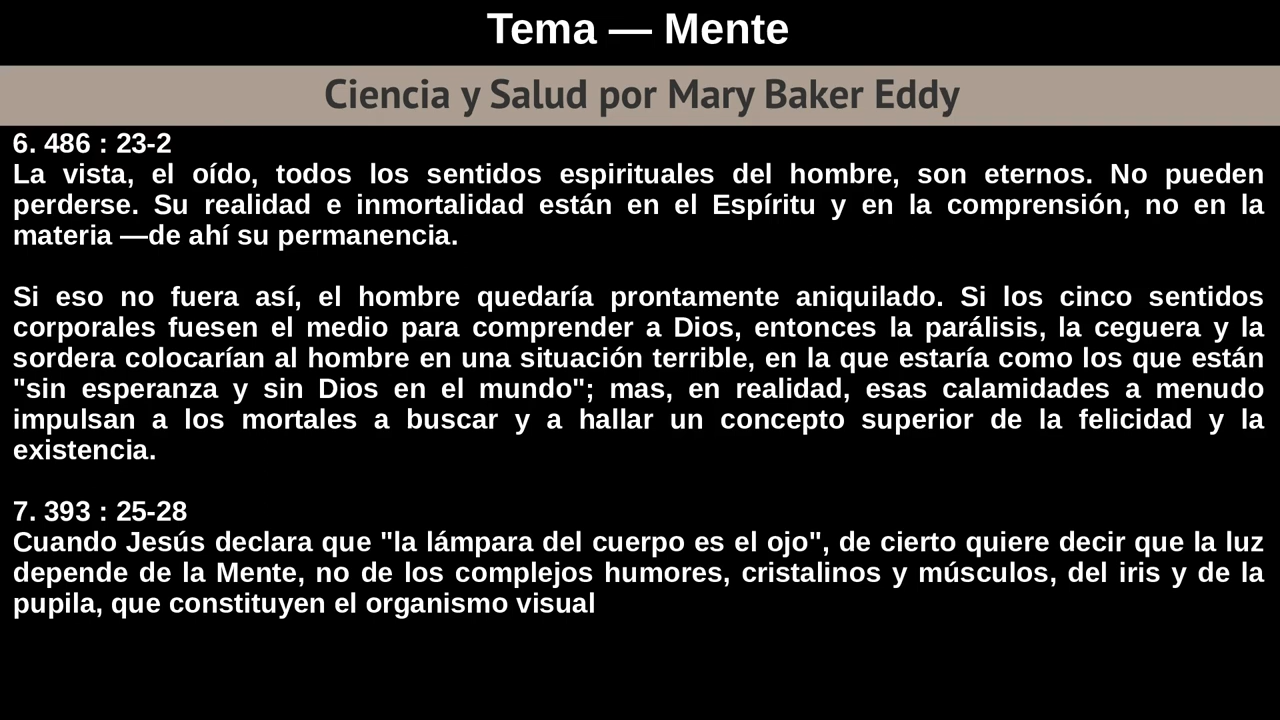 Tema — Mente
Ciencia y Salud por Mary Baker Eddy
6. 486 : 23-2
La vista, el oído, todos los sentidos espirituales del hombre, son eternos. No pueden
perderse. Su realidad e inmortalidad están en el Espíritu y en la comprensión, no en la
materia —de ahí su permanencia.
Si eso no fuera así, el hombre quedaría prontamente aniquilado. Si los cinco sentidos
corporales fuesen el medio para comprender a Dios, entonces la parálisis, la ceguera y la
sordera colocarían al hombre en una situación terrible, en la que estaría como los que están
"sin esperanza y sin Dios en el mundo"; mas, en realidad, esas calamidades a menudo
impulsan a los mortales a buscar y a hallar un concepto superior de la felicidad y la
existencia.
7. 393 : 25-28
Cuando Jesús declara que "la lámpara del cuerpo es el ojo", de cierto quiere decir que la luz
depende de la Mente, no de los complejos humores, cristalinos y músculos, del iris y de la
pupila, que constituyen el organismo visual